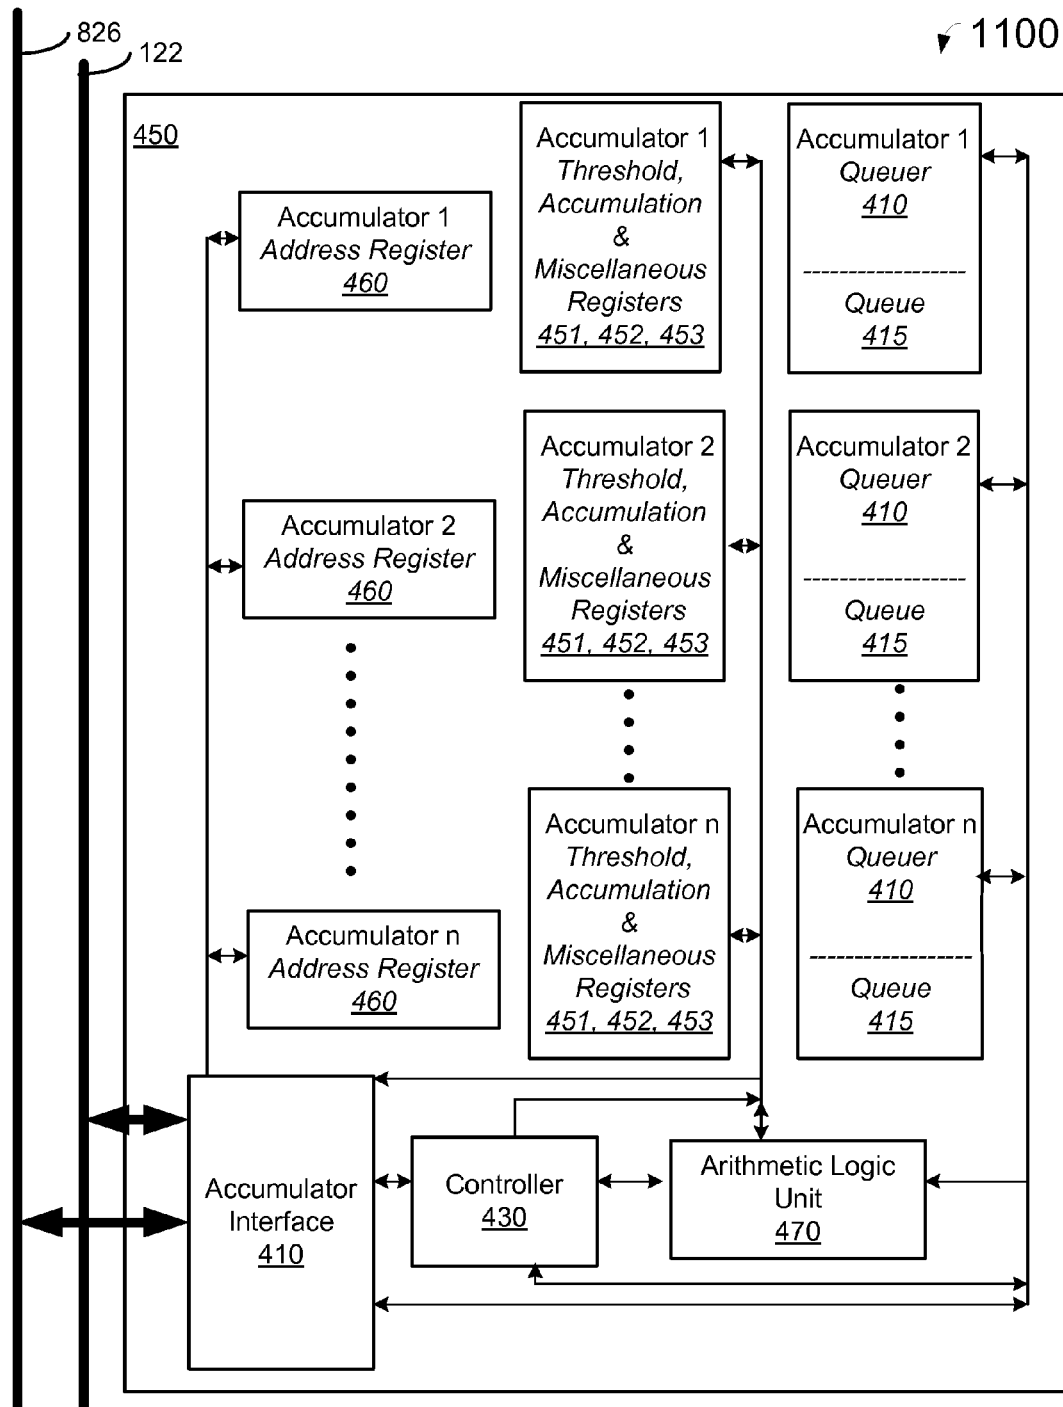 826
122
1100
450
Accumulator 1
Address Register
460
Accumulator 1
Threshold,
Accumulation
&
Miscellaneous
Registers
451, 452, 453
Accumulator 1
Queuer
410
Queue
415
Accumulator 2
Address Register
460
Accumulator 2
Threshold,
Accumulation
&
Miscellaneous
Registers
451, 452, 453
Accumulator 2
Queuer
410
Queue
415
Accumulator n
Address Register
460
Accumulator n
Threshold,
Accumulation
&
Miscellaneous
Registers
451, 452, 453
Accumulator n
Queuer
410
Queue
415
Accumulator
Interface
410
Controller
430
Arithmetic Logic
Unit
470